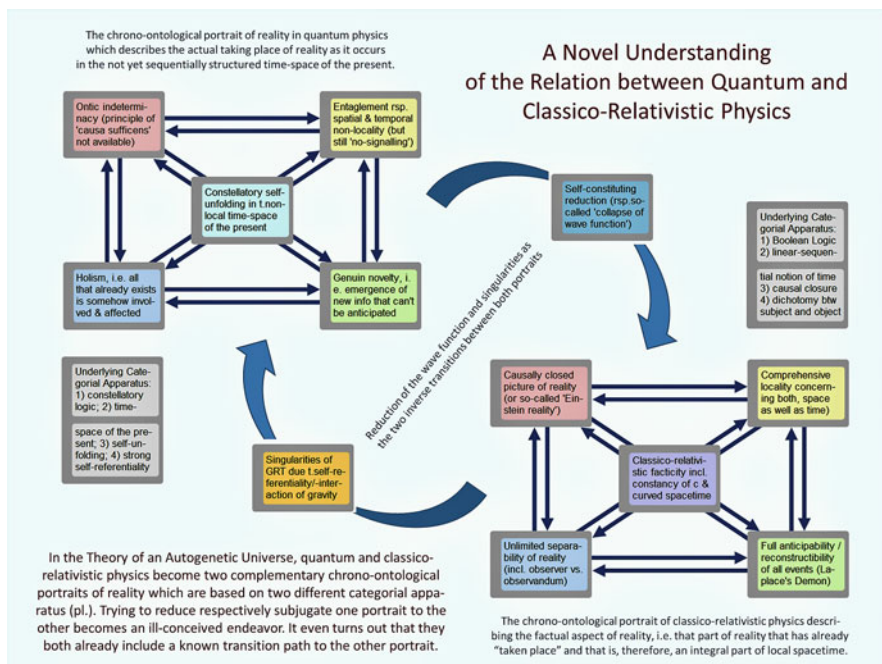 The chrono-ontological portrait of reality in quantum physics
which describes the actual taking place of reality as it occurs
in the not yet sequentially structured time-space of the present.
A Novel Understanding
of the Relation between Quantum and
Classico-Relativistic Physics
Ontic indetermi-
nacy (principle of
'causa sufficens'
not available)
Entaglement rsp.
spatial & temporal
non-locality (but
still 'no-signalling')
Constellatory self-
unfolding in t.non-
local time-space
of the present
Holism, i.e. all
that already exists
is somehow involv-
ed & affected
Genuin novelty, i.
e. emergence of
new info that can't
be anticipated
Self-constituting
reduction (rsp.so-
called 'collapse of
wave function')
Underlying Cate-
gorial Apparatus:
1) Boolean Logic
2) linear-sequen-
tial notion of time
3) causal closure
4) dichotomy btw
subject and object
Reduction of the wave function and singularities as
the two inverse transitions between both portraits
Underlying Cate-
gorial Apparatus:
1) constellatory
logic; 2) time-
space of the pre-
sent; 3) self-un-
folding; 4) strong
self-referentiality
Singularities of
GRT due t.self-re-
ferentiality/-inter-
action of gravity
Causally closed
picture of reality
(or so-called 'Ein-
stein reality')
Comprehensive
locality concern-
ing both, space
as well as time)
Classico-relativi-
stic facticity incl.
constancy of c &
curved spacetime
Unlimited separa-
bility of reality
(incl. observer vs.
observandum)
Full anticipability /
reconstructibility
of all events (La-
place's Demon)
In the Theory of an Autogenetic Universe, quantum and classico-
relativistic physics become two complementary chrono-ontological
portraits of reality which are based on two different categorial appa-
ratus (pl.). Trying to reduce respectively subjugate one portrait to the
other becomes an ill-conceived endeavor. It even turns out that they
both already include a known transition path to the other portrait.
The chrono-ontological portrait of classico-relativistic physics descri-
bing the factual aspect of reality, i.e. that part of reality that has already
“taken place” and that is, therefore, an integral part of local spacetime.